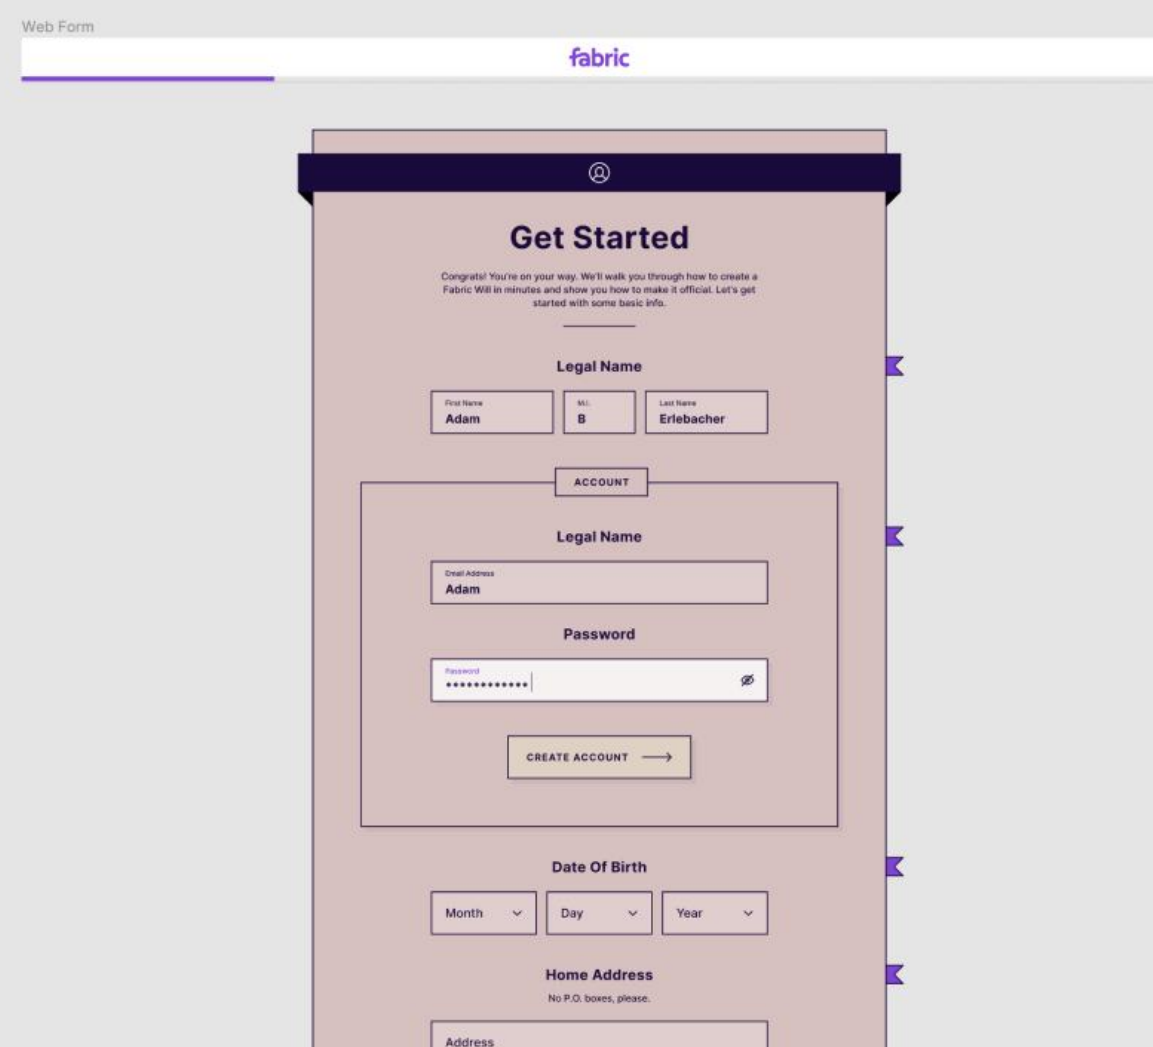 Web Form
fabric
Get Started
Congrats! You're on your way. We'll walk you through how to create a
Fabric Will in minutes and show you how to make it official. Let's get
started with some basic info.
Legal Name
First Name
M.I.
Last Name
Adam
B
Erlebacher
ACCOUNT
Legal Name
Email Address
Adam
Password
Password
************
CREATE ACCOUNT
Date Of Birth
Month
Day
Year
Home Address
No P.O. boxes, please.
Address